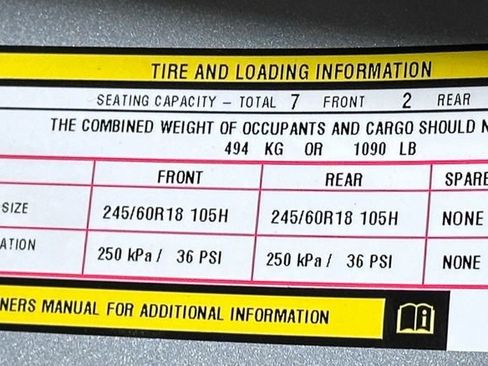 TIRE AND LOADING INFORMATION
SEATING CAPACITY – TOTAL 7 FRONT 2 REAR
THE COMBINED WEIGHT OF OCCUPANTS AND CARGO SHOULD N
494 KG OR 1090 LB
FRONT REAR SPARE
SIZE 245/60R18 105H 245/60R18 105H NONE
ATION 250 kPa / 36 PSI 250 kPa / 36 PSI NONE
NERS MANUAL FOR ADDITIONAL INFORMATION